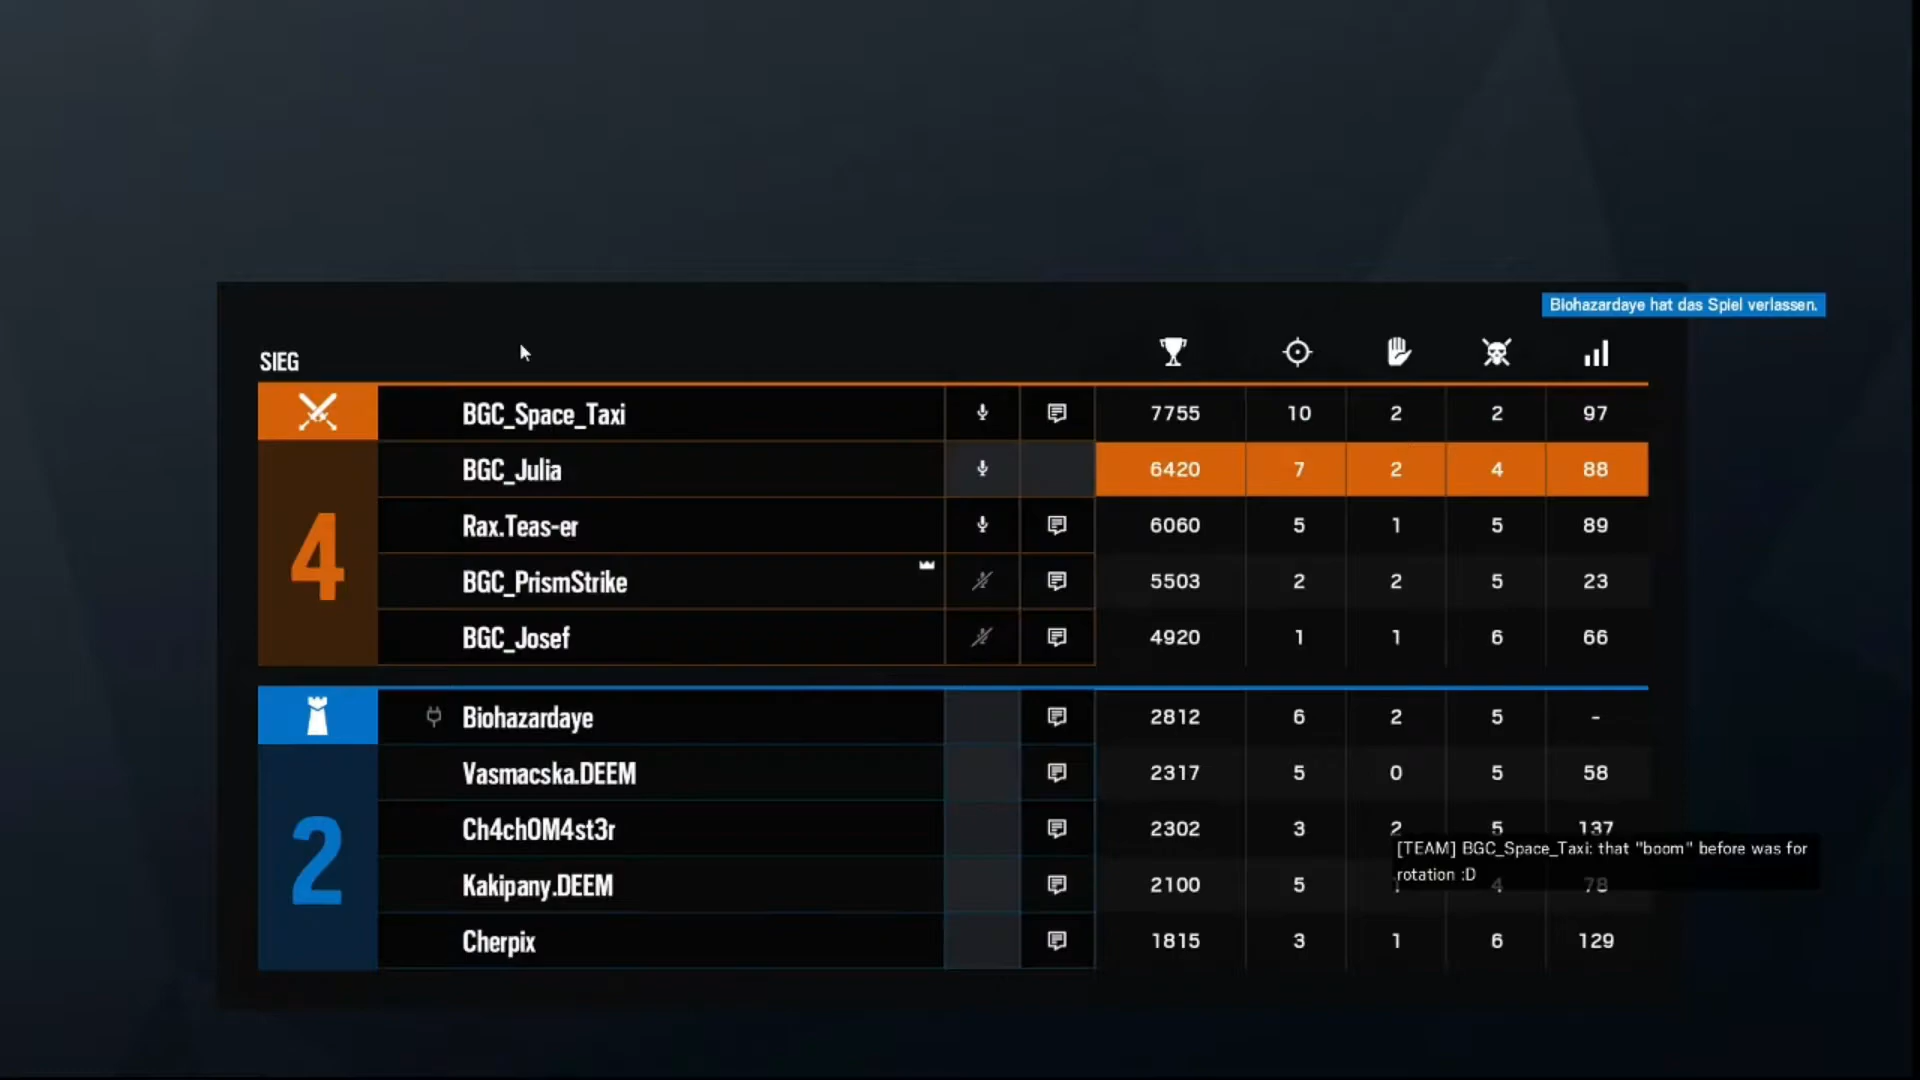 Biohazardaye hat das Spiel verlassen.
SIEG
BGC_Space_Taxi 7755 10 2 2 97
BGC_Julia 6420 7 2 4 88
Rax.Teas-er 6060 5 1 5 89
4
BGC_PrismStrike 5503 2 2 5 23
BGC_Josef 4920 1 1 6 66
Biohazardaye 2812 6 2 5 -
Vasmacska.DEEM 2317 5 0 5 58
Ch4ch0M4st3r 2302 3 2 5 137
[TEAM] BGC_Space_Taxi: that "boom" before was for
rotation :D
2
Kakipany.DEEM 2100 5 4 78
Cherpix 1815 3 1 6 129